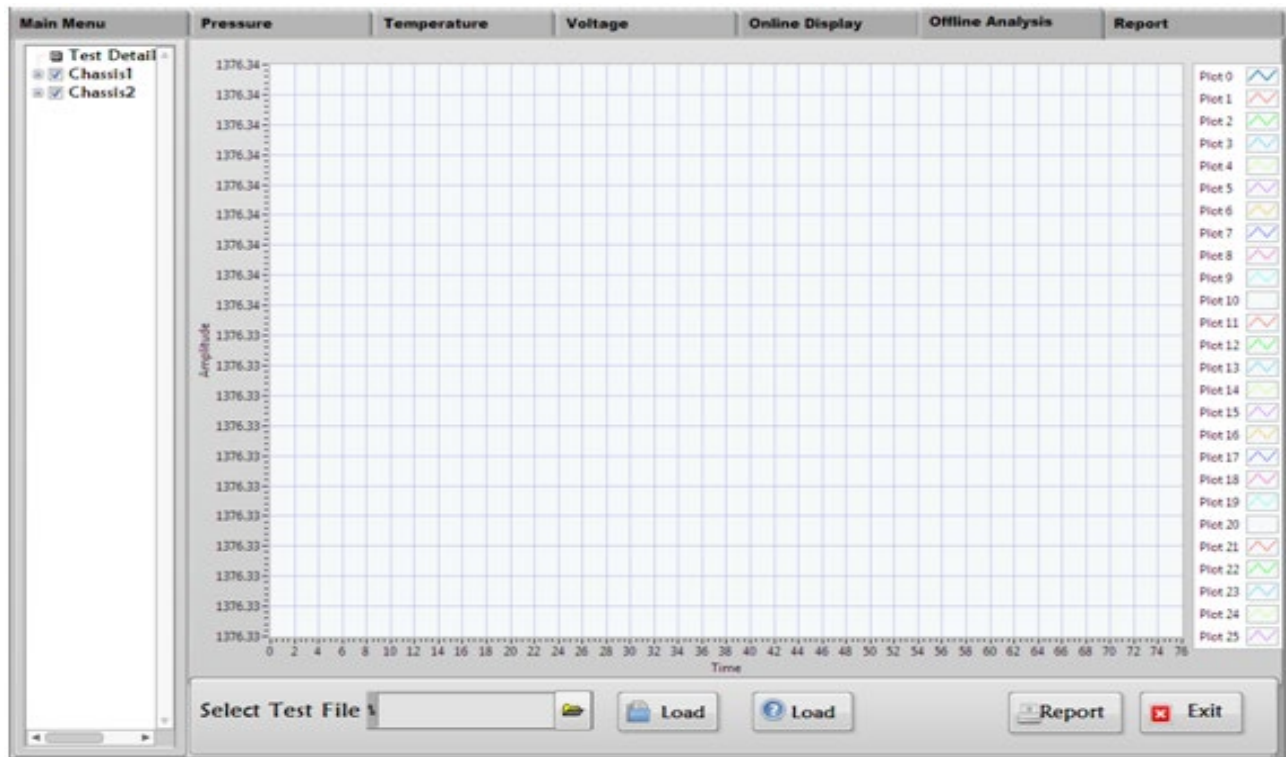 Main Menu
Pressure
Temperature
Voltage
Online Display
Offline Analysis
Report
Test Detail
Chassis1
Chassis2
1376.34
1376.34
1376.34
1376.34
1376.34
1376.34
1376.34
1376.34
1376.34
1376.33
1376.33
1376.33
1376.33
1376.33
1376.33
1376.33
1376.33
1376.33
1376.33
1376.33
Amplitude
0 2 4 6 8 10 12 14 16 18 20 22 24 26 28 30 32 34 36 38 40 42 44 46 48 50 52 54 56 58 60 62 64 66 68 70 72 74 76
Time
Plot 0
Plot 1
Plot 2
Plot 3
Plot 4
Plot 5
Plot 6
Plot 7
Plot 8
Plot 9
Plot 10
Plot 11
Plot 12
Plot 13
Plot 14
Plot 15
Plot 16
Plot 17
Plot 18
Plot 19
Plot 20
Plot 21
Plot 22
Plot 23
Plot 24
Plot 25
Select Test File
Load
Load
Report
Exit